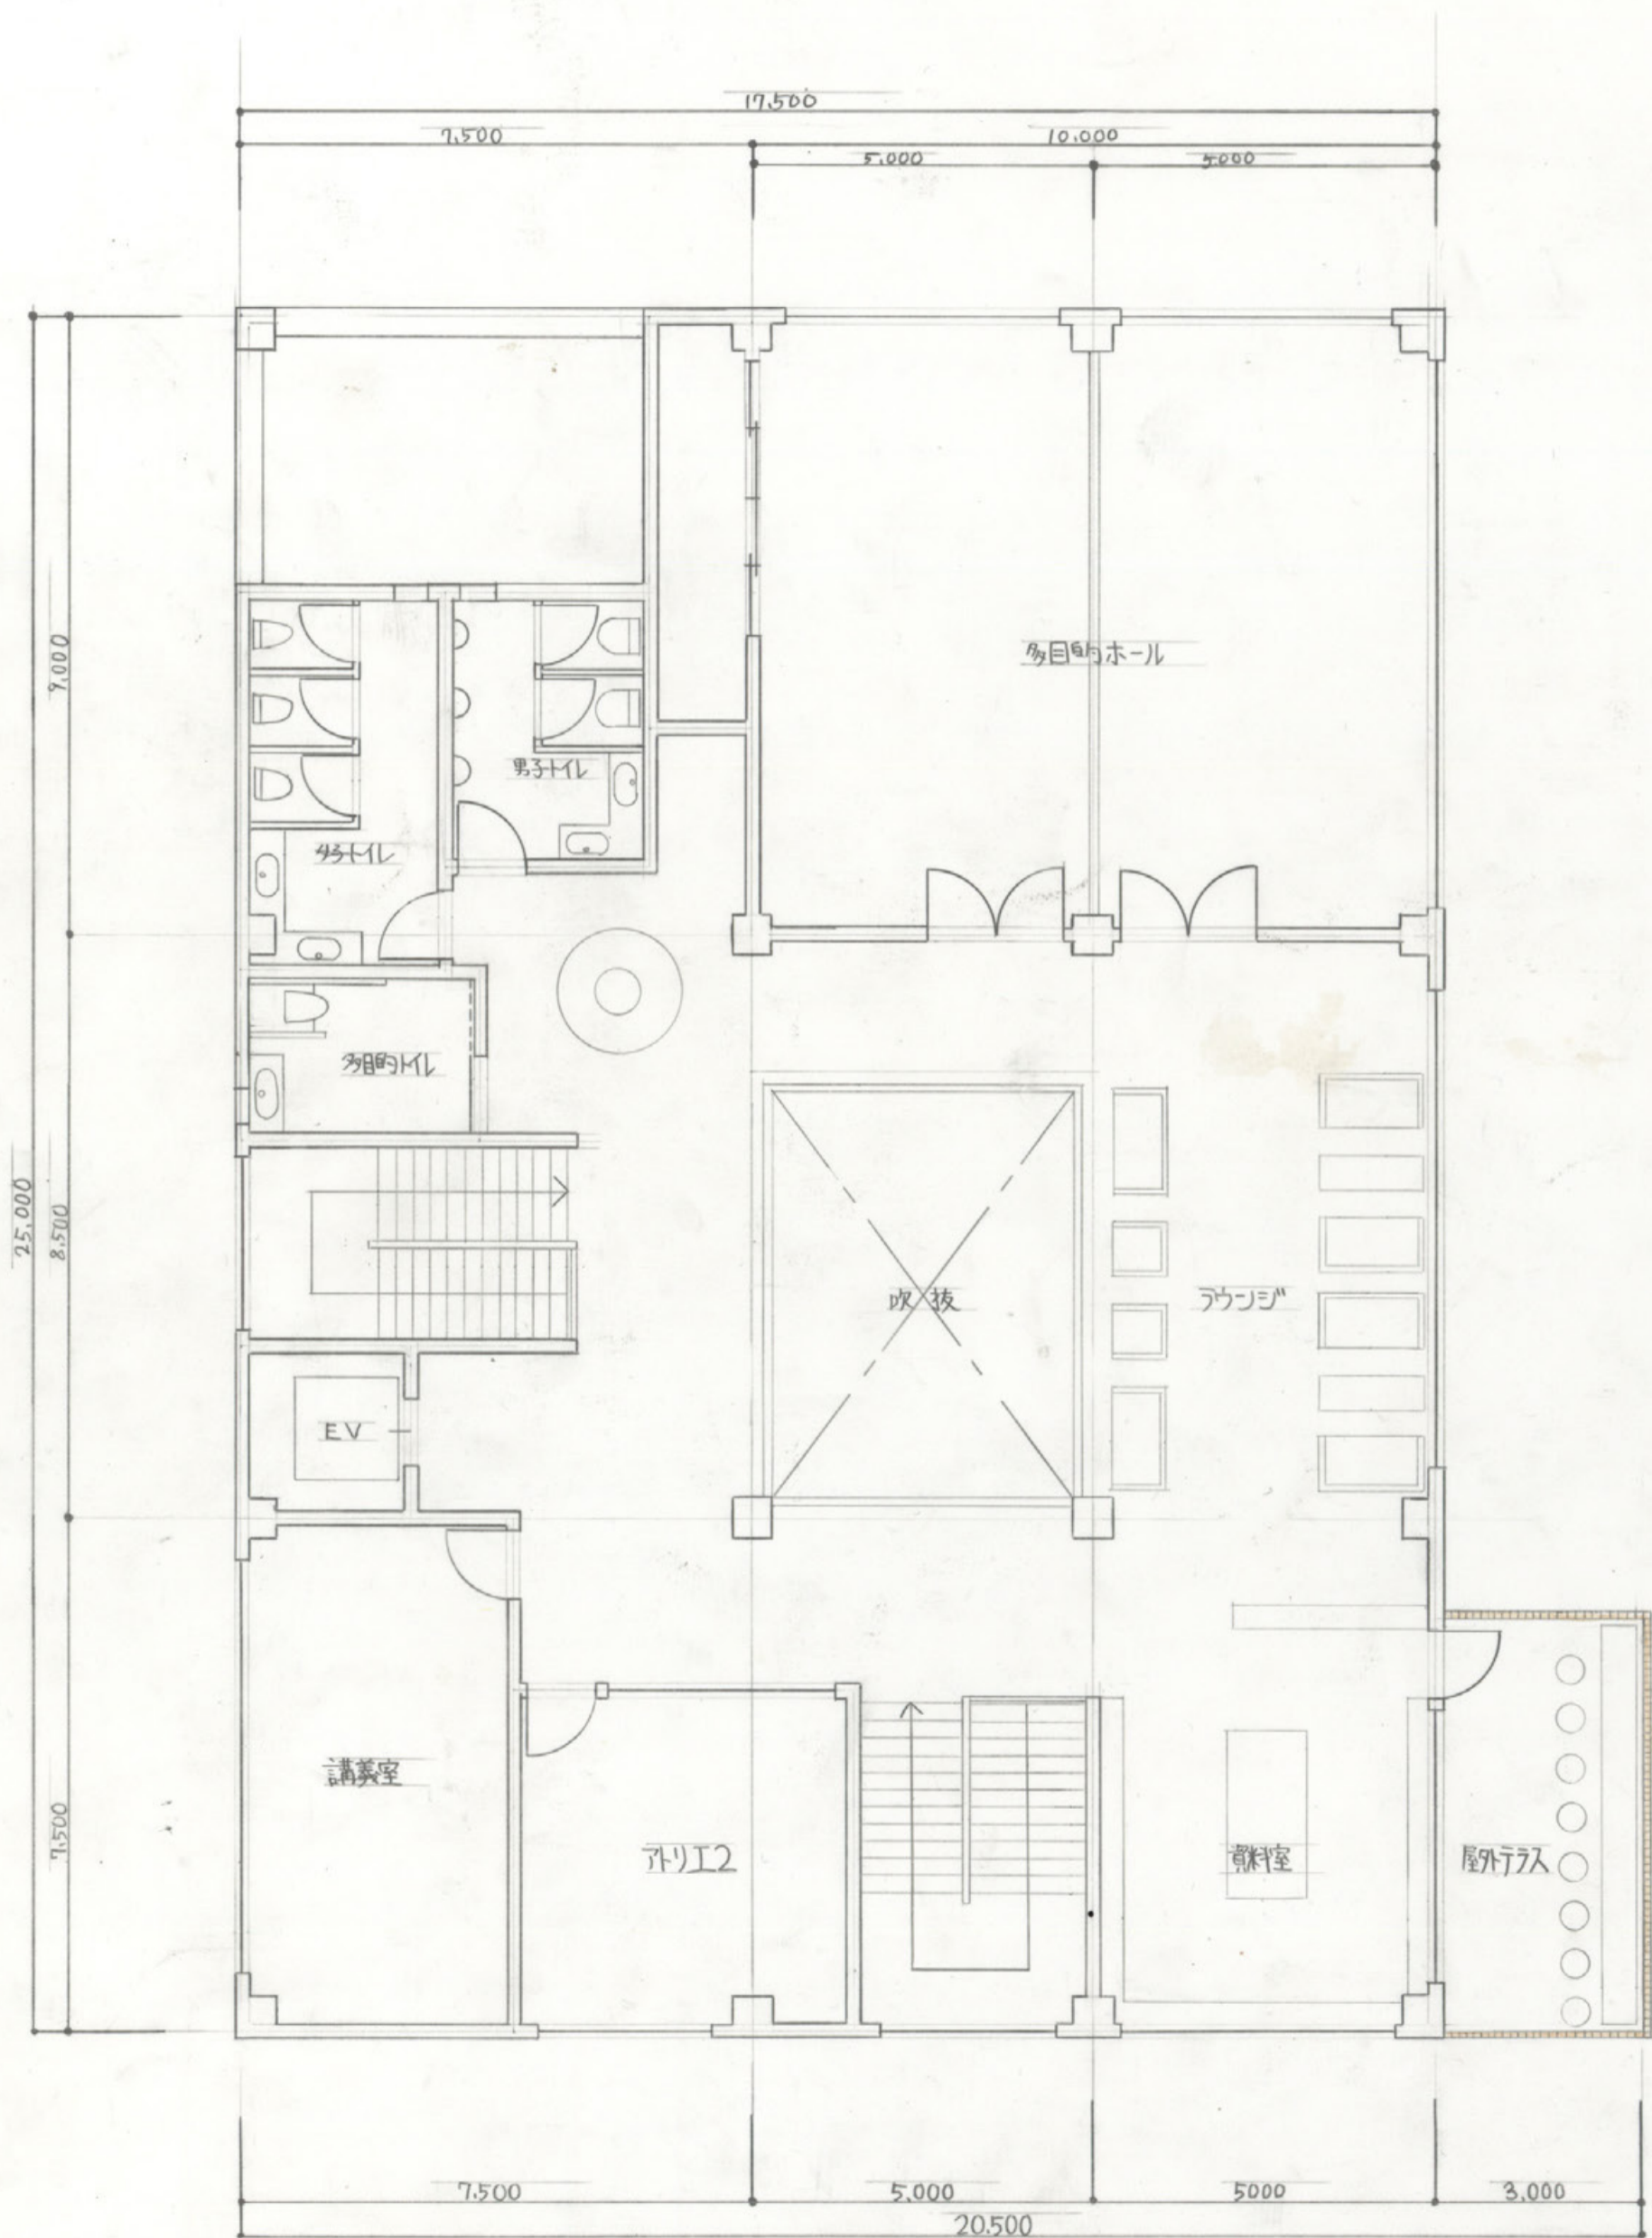 17,500
7,500
10,000
5,000
5,000
9,000
多目的ホール
男子トイレ
女子トイレ
多目的トイレ
25,000
8,500
吹抜
ラウンジ
EV
講義室
7,500
アトリエ2
資料室
屋外テラス
7,500
5,000
5000
3,000
20,500